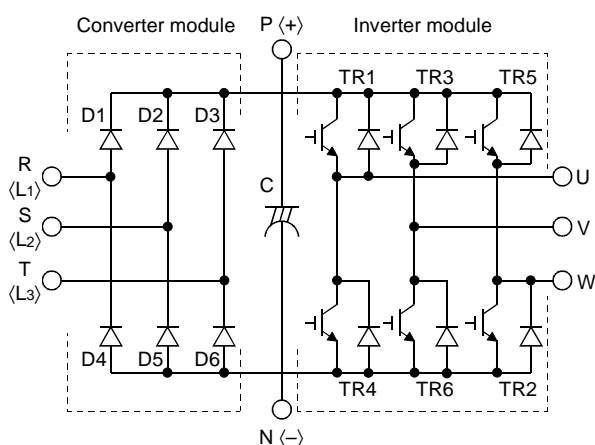 Converter module
P ⟨+⟩
Inverter module
TR1
TR3
TR5
D1
D2
D3
R
⟨L1⟩
C
U
S
⟨L2⟩
V
T
⟨L3⟩
W
D4
D5
D6
TR4
TR6
TR2
N ⟨–⟩